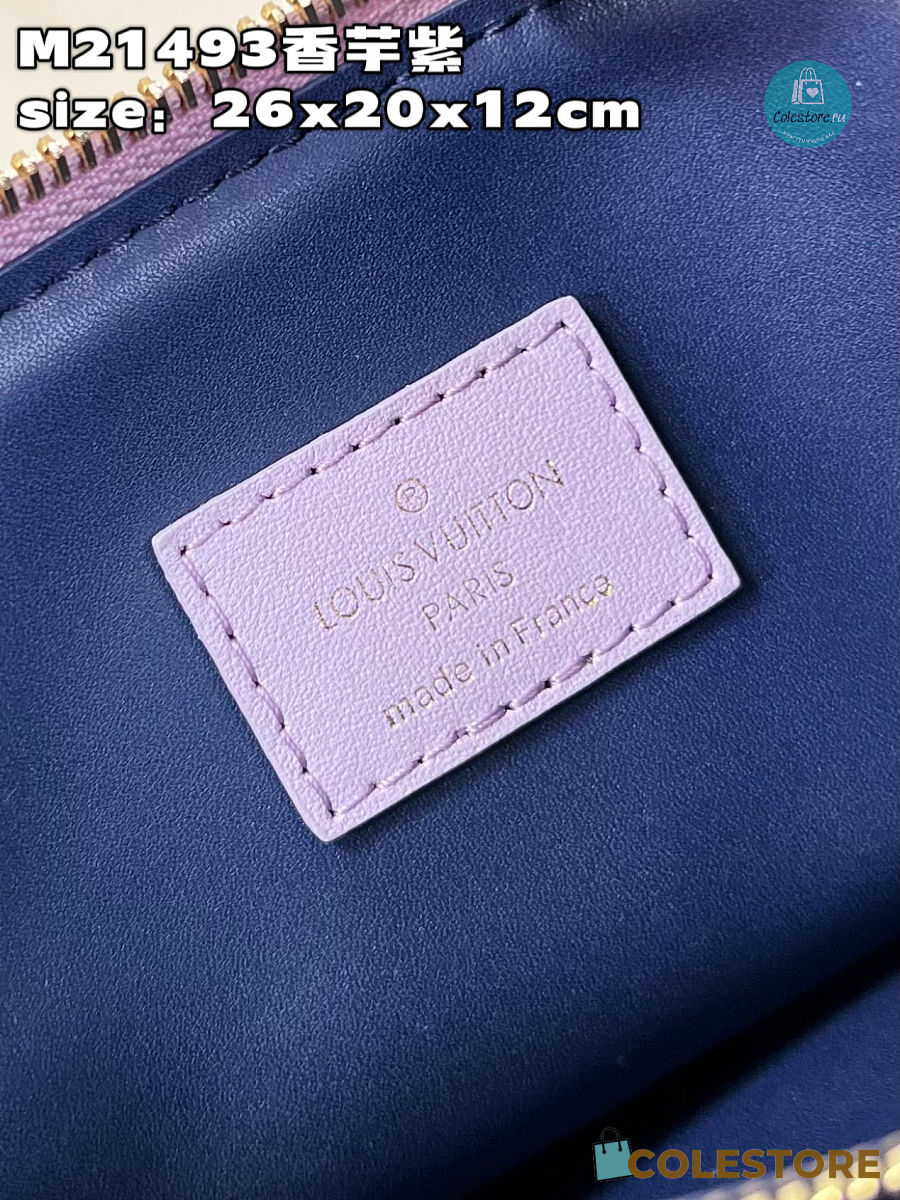 M21493香芋紫
size：26x20x12cm
Colestore.ru
®
LOUIS VUITTON
PARIS
made in France
COLESTORE